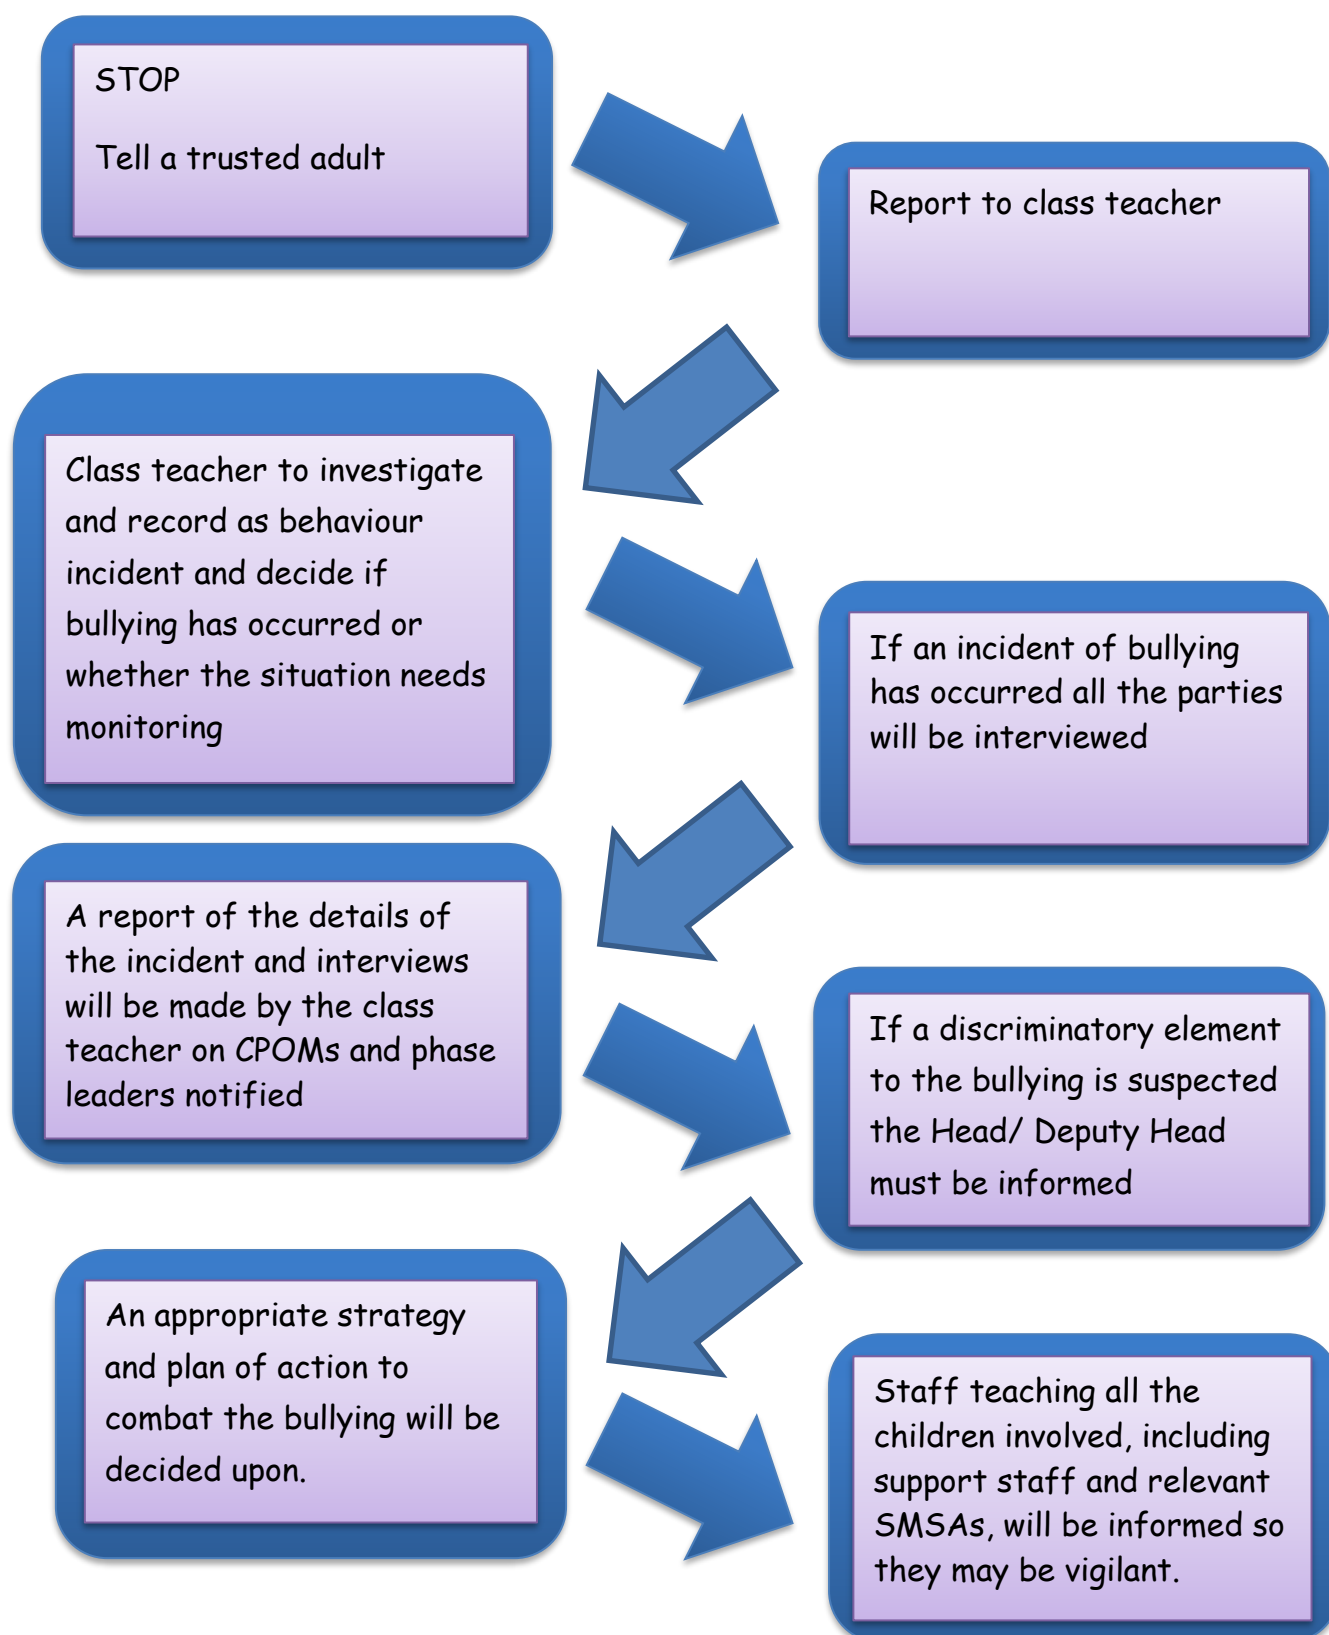 STOP
Tell a trusted adult
Report to class teacher
Class teacher to investigate
and record as behaviour
incident and decide if
bullying has occurred or
whether the situation needs
monitoring
If an incident of bullying
has occurred all the parties
will be interviewed
A report of the details of
the incident and interviews
will be made by the class
teacher on CPOMs and phase
leaders notified
If a discriminatory element
to the bullying is suspected
the Head/ Deputy Head
must be informed
An appropriate strategy
and plan of action to
combat the bullying will be
decided upon.
Staff teaching all the
children involved, including
support staff and relevant
SMSAs, will be informed so
they may be vigilant.